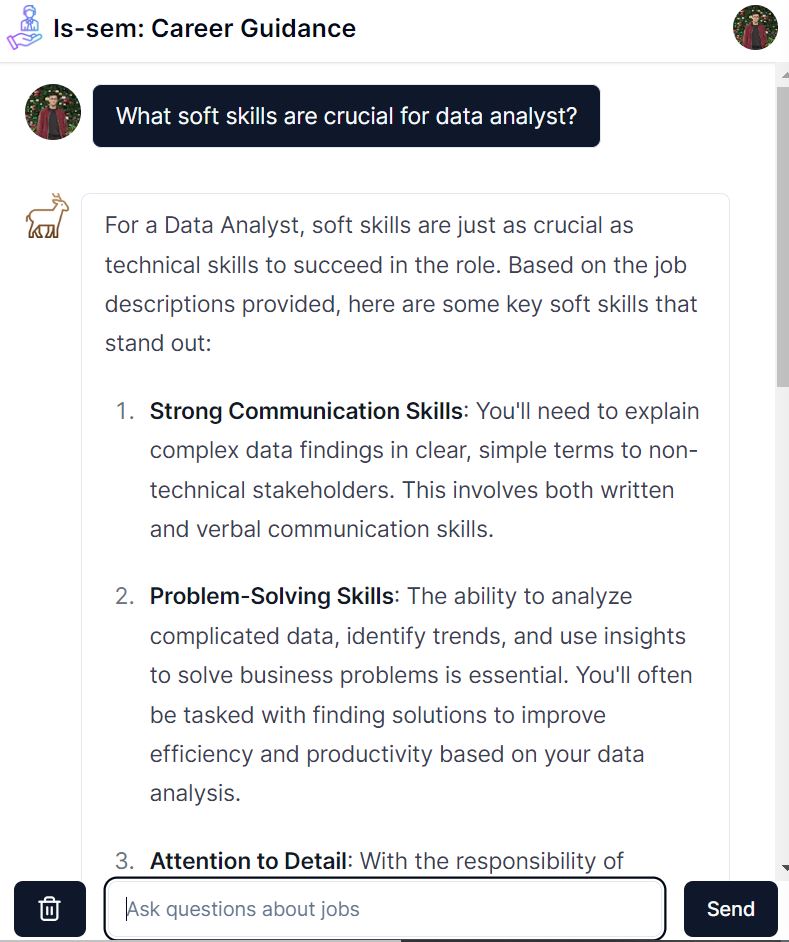 Is-sem: Career Guidance
What soft skills are crucial for data analyst?
For a Data Analyst, soft skills are just as crucial as
technical skills to succeed in the role. Based on the job
descriptions provided, here are some key soft skills that
stand out:
1. Strong Communication Skills: You'll need to explain
complex data findings in clear, simple terms to non-
technical stakeholders. This involves both written
and verbal communication skills.
2. Problem-Solving Skills: The ability to analyze
complicated data, identify trends, and use insights
to solve business problems is essential. You'll often
be tasked with finding solutions to improve
efficiency and productivity based on your data
analysis.
3. Attention to Detail: With the responsibility of
Ask questions about jobs
Send